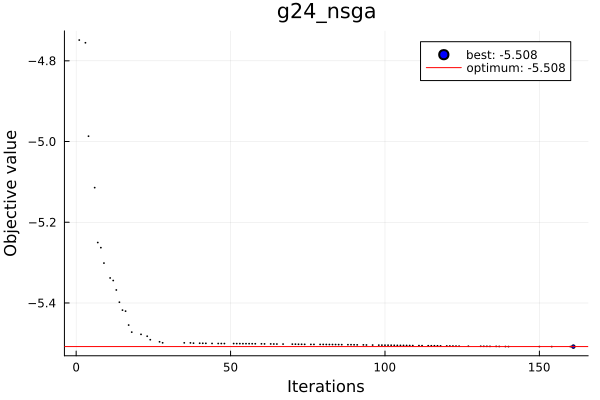 g24_nsga
best: -5.508
optimum: -5.508
Objective value
−4.8
−5.0
−5.2
−5.4
0
50
100
150
Iterations